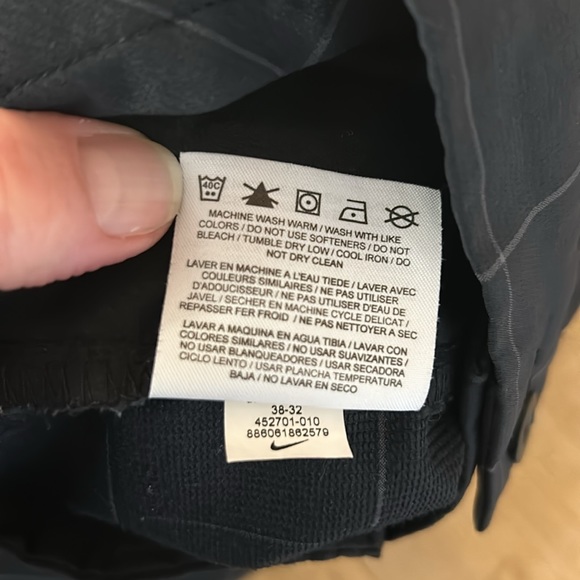 40C
MACHINE WASH WARM / WASH WITH LIKE
COLORS / DO NOT USE SOFTENERS / DO NOT
BLEACH / TUMBLE DRY LOW / COOL IRON / DO
NOT DRY CLEAN
LAVER EN MACHINE A L'EAU TIEDE / LAVER AVEC
COULEURS SIMILAIRES / NE PAS UTILISER
D'ADOUCISSEUR / NE PAS UTILISER D'EAU DE
JAVEL / SECHER EN MACHINE CYCLE DELICAT /
REPASSER FER FROID / NE PAS NETTOYER A SEC
LAVAR A MAQUINA EN AGUA TIBIA / LAVAR CON
COLORES SIMILARES / NO USAR SUAVIZANTES /
NO USAR BLANQUEADORES / USAR SECADORA
CICLO LENTO / USAR PLANCHA TEMPERATURA
BAJA / NO LAVAR EN SECO
38-32
452701-010
886061862579